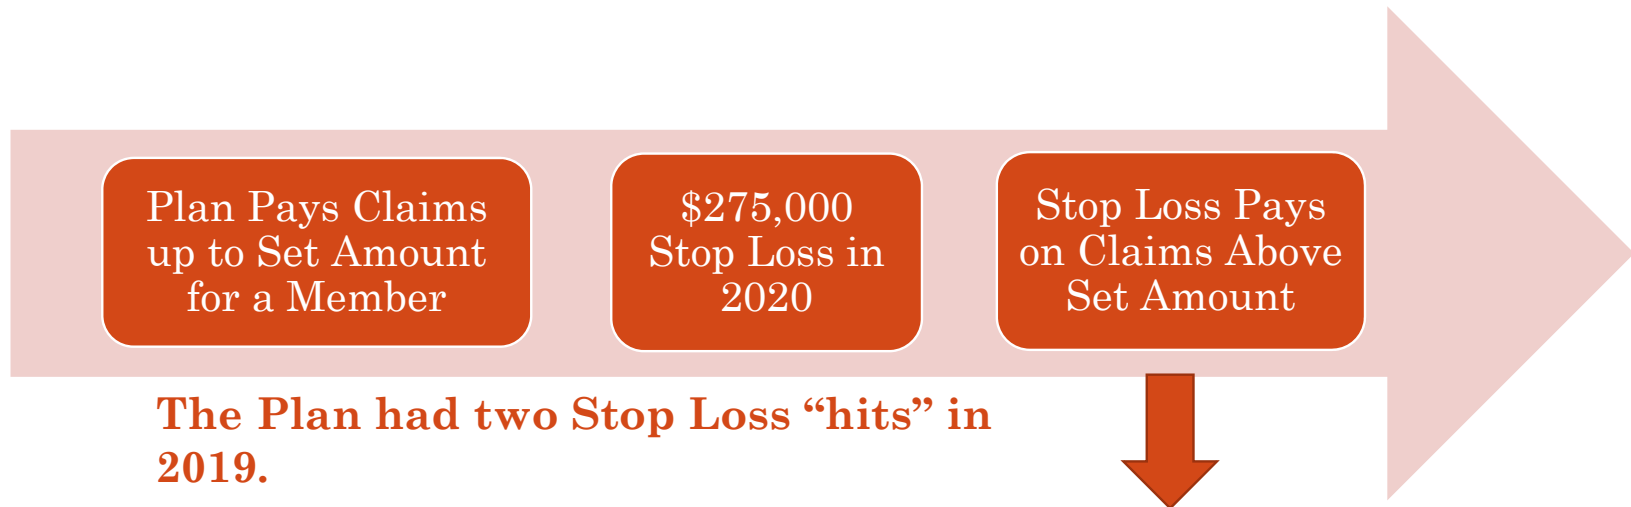 Plan Pays Claims
up to Set Amount
for a Member
$275,000
Stop Loss in
2020
Stop Loss Pays
on Claims Above
Set Amount
The Plan had two Stop Loss “hits” in
2019.